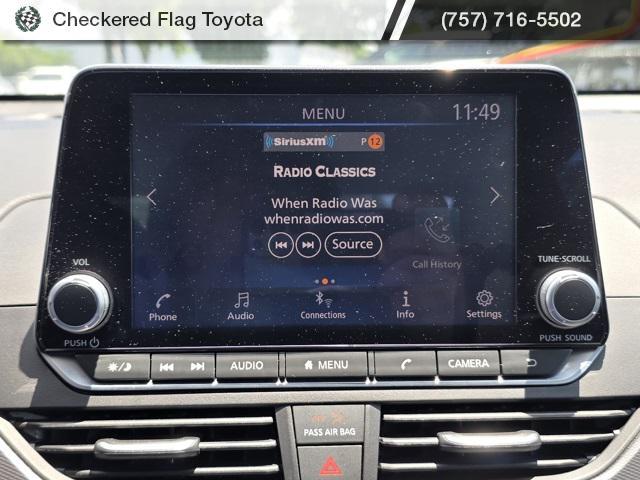 Checkered Flag Toyota
(757) 716-5502
MENU
11:49
SiriusXM
P 12
RADIO CLASSICS
When Radio Was
whenradiowas.com
Source
Call History
Phone
Audio
Connections
Info
Settings
VOL
TUNE·SCROLL
PUSH
PUSH SOUND
AUDIO
MENU
CAMERA
PASS AIR BAG